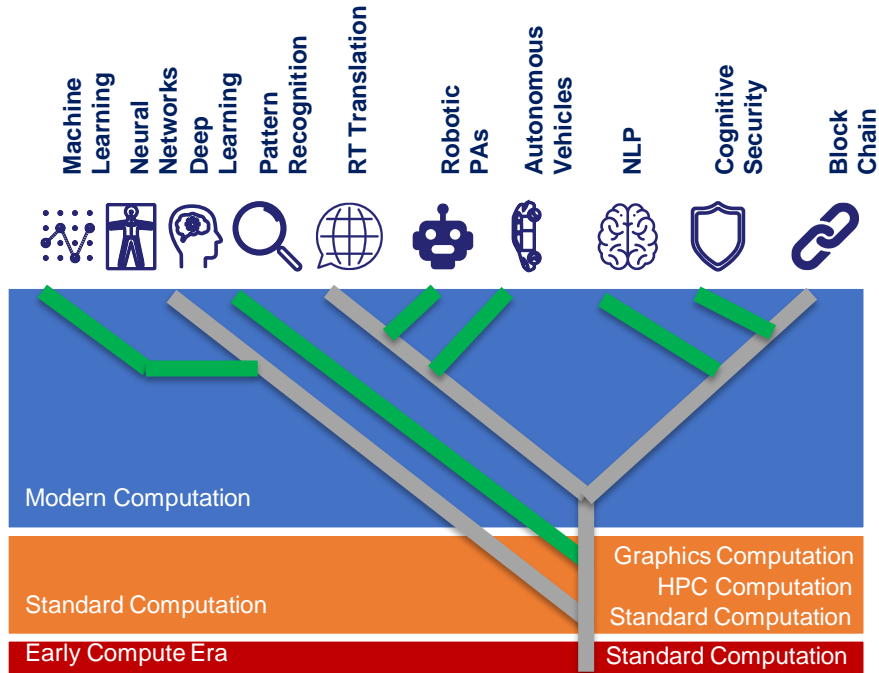 Machine
Learning
Neural
Networks
Deep
Learning
Pattern
Recognition
RT Translation
Robotic
PAs
Autonomous
Vehicles
NLP
Cognitive
Security
Block
Chain
Modern Computation
Graphics Computation
HPC Computation
Standard Computation
Standard Computation
Early Compute Era
Standard Computation